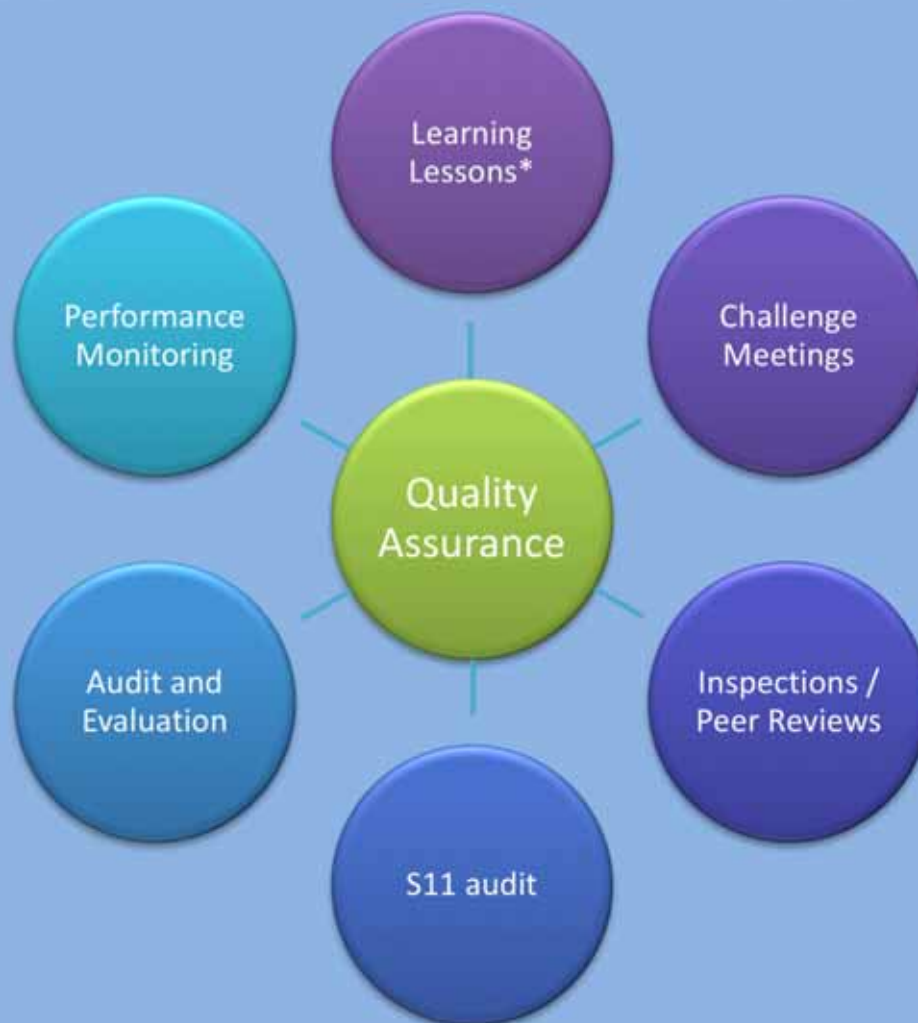 Learning
Lessons*
Performance
Monitoring
Challenge
Meetings
Quality
Assurance
Audit and
Evaluation
Inspections /
Peer Reviews
S11 audit